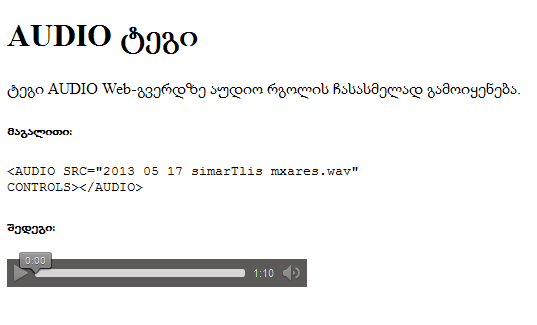 AUDIO ტეგი
ტეგი AUDIO Web-გვერდზე აუდიო რგოლის ჩასასმელად გამოიყენება.
მაგალითი:
<AUDIO SRC="2013 05 17 simarTlis mxares.wav"
CONTROLS></AUDIO>
შედეგი:
0:00
1:10